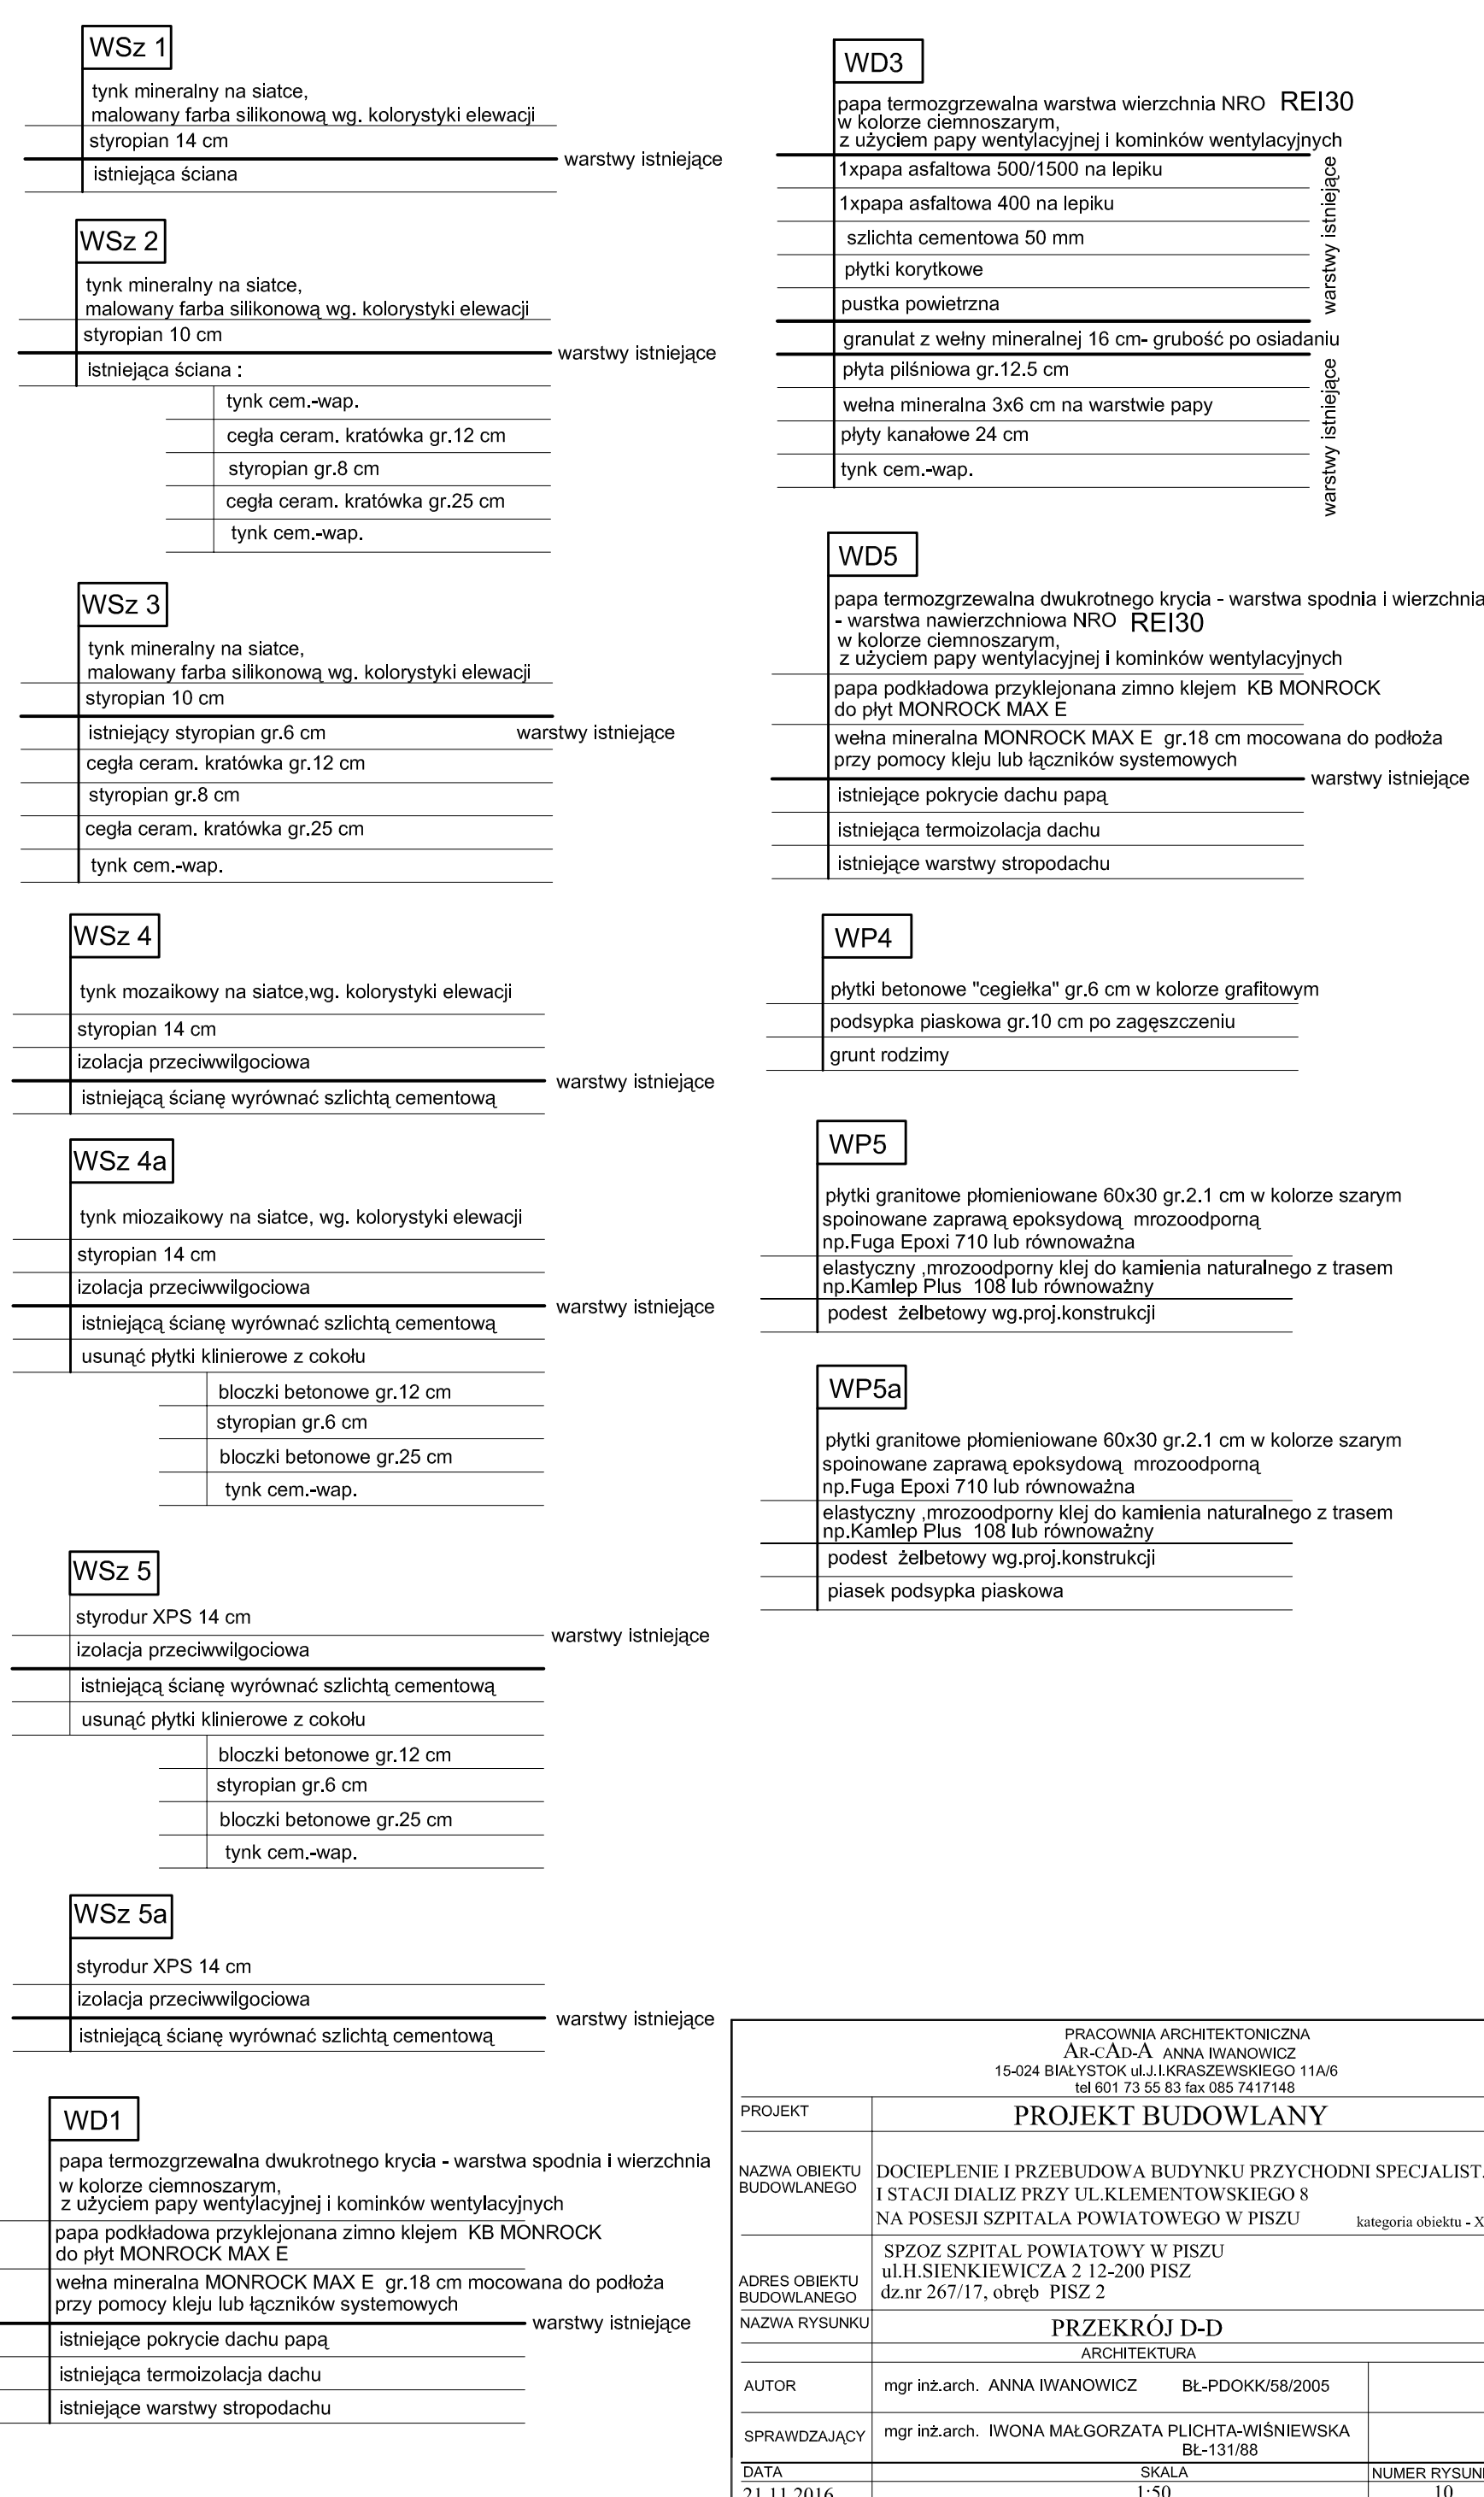 WSz 1
tynk mineralny na siatce,
malowany farba silikonową wg. kolorystyki elewacji
styropian 14 cm
warstwy istniejące
istniejąca ściana
WSz 2
tynk mineralny na siatce,
malowany farba silikonową wg. kolorystyki elewacji
styropian 10 cm
warstwy istniejące
istniejąca ściana :
tynk cem.-wap.
cegła ceram. kratówka gr.12 cm
styropian gr.8 cm
cegła ceram. kratówka gr.25 cm
tynk cem.-wap.
WSz 3
tynk mineralny na siatce,
malowany farba silikonową wg. kolorystyki elewacji
styropian 10 cm
istniejący styropian gr.6 cm
warstwy istniejące
cegła ceram. kratówka gr.12 cm
styropian gr.8 cm
cegła ceram. kratówka gr.25 cm
tynk cem.-wap.
WSz 4
tynk mozaikowy na siatce,wg. kolorystyki elewacji
styropian 14 cm
izolacja przeciwwilgociowa
warstwy istniejące
istniejącą ścianę wyrównać szlichtą cementową
WSz 4a
tynk miozaikowy na siatce, wg. kolorystyki elewacji
styropian 14 cm
izolacja przeciwwilgociowa
warstwy istniejące
istniejącą ścianę wyrównać szlichtą cementową
usunąć płytki klinierowe z cokołu
bloczki betonowe gr.12 cm
styropian gr.6 cm
bloczki betonowe gr.25 cm
tynk cem.-wap.
WSz 5
styrodur XPS 14 cm
warstwy istniejące
izolacja przeciwwilgociowa
istniejącą ścianę wyrównać szlichtą cementową
usunąć płytki klinierowe z cokołu
bloczki betonowe gr.12 cm
styropian gr.6 cm
bloczki betonowe gr.25 cm
tynk cem.-wap.
WSz 5a
styrodur XPS 14 cm
izolacja przeciwwilgociowa
warstwy istniejące
istniejącą ścianę wyrównać szlichtą cementową
WD1
papa termozgrzewalna dwukrotnego krycia - warstwa spodnia i wierzchnia
w kolorze ciemnoszarym,
z użyciem papy wentylacyjnej i kominków wentylacyjnych
papa podkładowa przyklejonana zimno klejem KB MONROCK
do płyt MONROCK MAX E
wełna mineralna MONROCK MAX E gr.18 cm mocowana do podłoża
przy pomocy kleju lub łączników systemowych
warstwy istniejące
istniejące pokrycie dachu papą
istniejąca termoizolacja dachu
istniejące warstwy stropodachu
WD3
papa termozgrzewalna warstwa wierzchnia NRO REI30
w kolorze ciemnoszarym,
z użyciem papy wentylacyjnej i kominków wentylacyjnych
1xpapa asfaltowa 500/1500 na lepiku
1xpapa asfaltowa 400 na lepiku
szlichta cementowa 50 mm
płytki korytkowe
pustka powietrzna
warstwy istniejące
granulat z wełny mineralnej 16 cm- grubość po osiadaniu
płyta pilśniowa gr.12.5 cm
wełna mineralna 3x6 cm na warstwie papy
płyty kanałowe 24 cm
tynk cem.-wap.
warstwy istniejące
WD5
papa termozgrzewalna dwukrotnego krycia - warstwa spodnia i wierzchnia
- warstwa nawierzchniowa NRO REI30
w kolorze ciemnoszarym,
z użyciem papy wentylacyjnej i kominków wentylacyjnych
papa podkładowa przyklejonana zimno klejem KB MONROCK
do płyt MONROCK MAX E
wełna mineralna MONROCK MAX E gr.18 cm mocowana do podłoża
przy pomocy kleju lub łączników systemowych
warstwy istniejące
istniejące pokrycie dachu papą
istniejąca termoizolacja dachu
istniejące warstwy stropodachu
WP4
płytki betonowe "cegiełka" gr.6 cm w kolorze grafitowym
podsypka piaskowa gr.10 cm po zagęszczeniu
grunt rodzimy
WP5
płytki granitowe płomieniowane 60x30 gr.2.1 cm w kolorze szarym
spoinowane zaprawą epoksydową mrozoodporną
np.Fuga Epoxi 710 lub równoważna
elastyczny ,mrozoodporny klej do kamienia naturalnego z trasem
np.Kamlep Plus 108 lub równoważny
podest żelbetowy wg.proj.konstrukcji
WP5a
płytki granitowe płomieniowane 60x30 gr.2.1 cm w kolorze szarym
spoinowane zaprawą epoksydową mrozoodporną
np.Fuga Epoxi 710 lub równoważna
elastyczny ,mrozoodporny klej do kamienia naturalnego z trasem
np.Kamlep Plus 108 lub równoważny
podest żelbetowy wg.proj.konstrukcji
piasek podsypka piaskowa
PRACOWNIA ARCHITEKTONICZNA
AR-CAD-A ANNA IWANOWICZ
15-024 BIAŁYSTOK ul.J.I.KRASZEWSKIEGO 11A/6
tel 601 73 55 83 fax 085 7417148
PROJEKT
PROJEKT BUDOWLANY
NAZWA OBIEKTU
BUDOWLANEGO
DOCIEPLENIE I PRZEBUDOWA BUDYNKU PRZYCHODNI SPECJALIST.
I STACJI DIALIZ PRZY UL.KLEMENTOWSKIEGO 8
NA POSESJI SZPITALA POWIATOWEGO W PISZU
kategoria obiektu - X
ADRES OBIEKTU
BUDOWLANEGO
SPZOZ SZPITAL POWIATOWY W PISZU
ul.H.SIENKIEWICZA 2 12-200 PISZ
dz.nr 267/17, obręb PISZ 2
NAZWA RYSUNKU
PRZEKRÓJ D-D
ARCHITEKTURA
AUTOR
mgr inż.arch. ANNA IWANOWICZ BŁ-PDOKK/58/2005
SPRAWDZAJĄCY
mgr inż.arch. IWONA MAŁGORZATA PLICHTA-WIŚNIEWSKA
BŁ-131/88
DATA
SKALA
NUMER RYSUN
21.11.2016
1:50
10